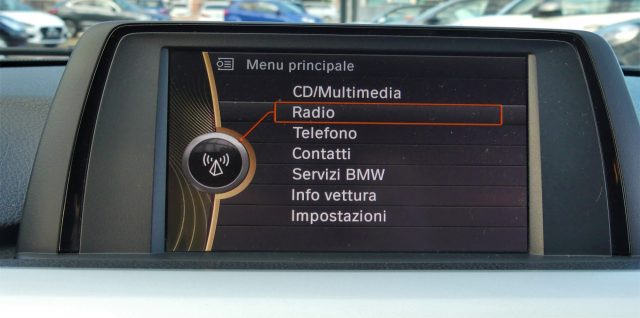 Menu principale
CD/Multimedia
Radio
Telefono
Contatti
Servizi BMW
Info vettura
Impostazioni